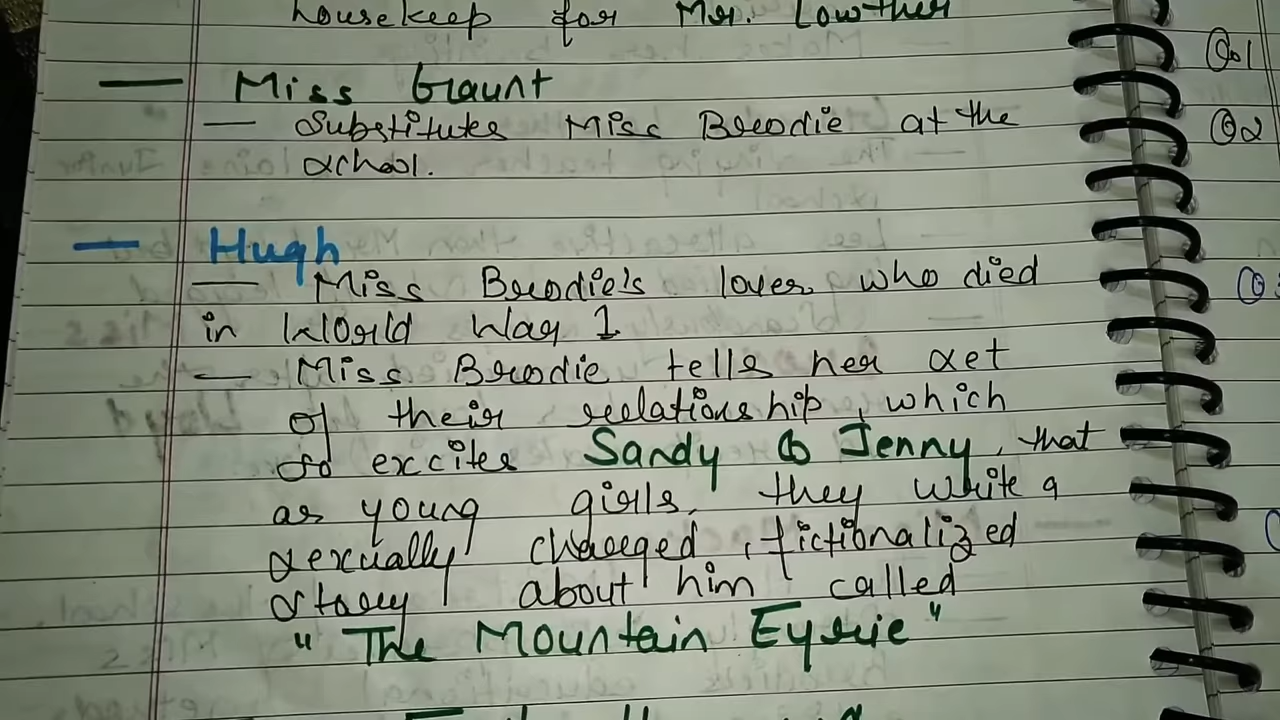 housekeep for Mr. Lowther
— Miss Gaunt
— Substitutes Miss Brodie at the
school.
— Hugh
— Miss Brodie's lover who died
in World War 1
— Miss Brodie tells her set
of their relationship, which
so excites Sandy & Jenny, that
as young girls, they write a
sexually charged, fictionalized
story about him called
"The Mountain Eyrie"
Q1
Q2